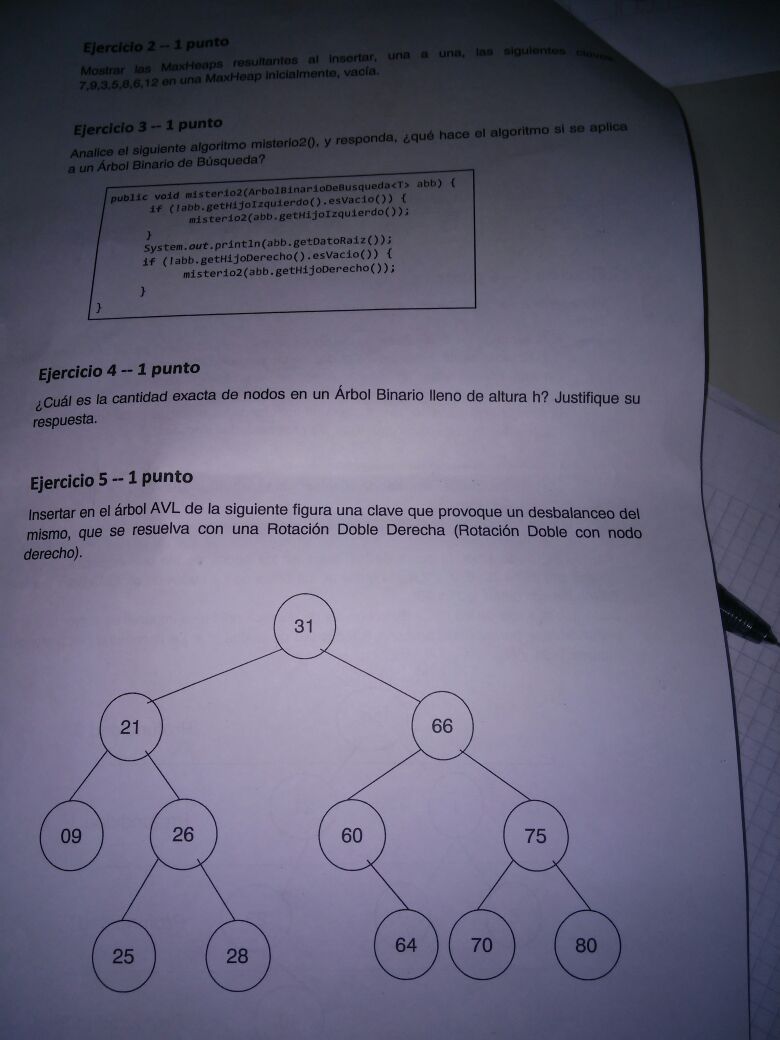 Ejercicio 2 -- 1 punto
Mostrar las MaxHeaps resultantes al insertar, una a una, las siguientes claves
7,9,3,5,8,6,12 en una MaxHeap inicialmente, vacía.
Ejercicio 3 -- 1 punto
Analice el siguiente algoritmo misterio2(), y responda, ¿qué hace el algoritmo si se aplica
a un Árbol Binario de Búsqueda?
public void misterio2(ArbolBinarioDeBusqueda<T> abb) {
if (!abb.getHijoIzquierdo().esVacio()) {
misterio2(abb.getHijoIzquierdo());
}
System.out.println(abb.getDatoRaiz());
if (!abb.getHijoDerecho().esVacio()) {
misterio2(abb.getHijoDerecho());
}
}
Ejercicio 4 -- 1 punto
¿Cuál es la cantidad exacta de nodos en un Árbol Binario lleno de altura h? Justifique su
respuesta.
Ejercicio 5 -- 1 punto
Insertar en el árbol AVL de la siguiente figura una clave que provoque un desbalanceo del
mismo, que se resuelva con una Rotación Doble Derecha (Rotación Doble con nodo
derecho).
31
21 66
09 26 60 75
25 28 64 70 80